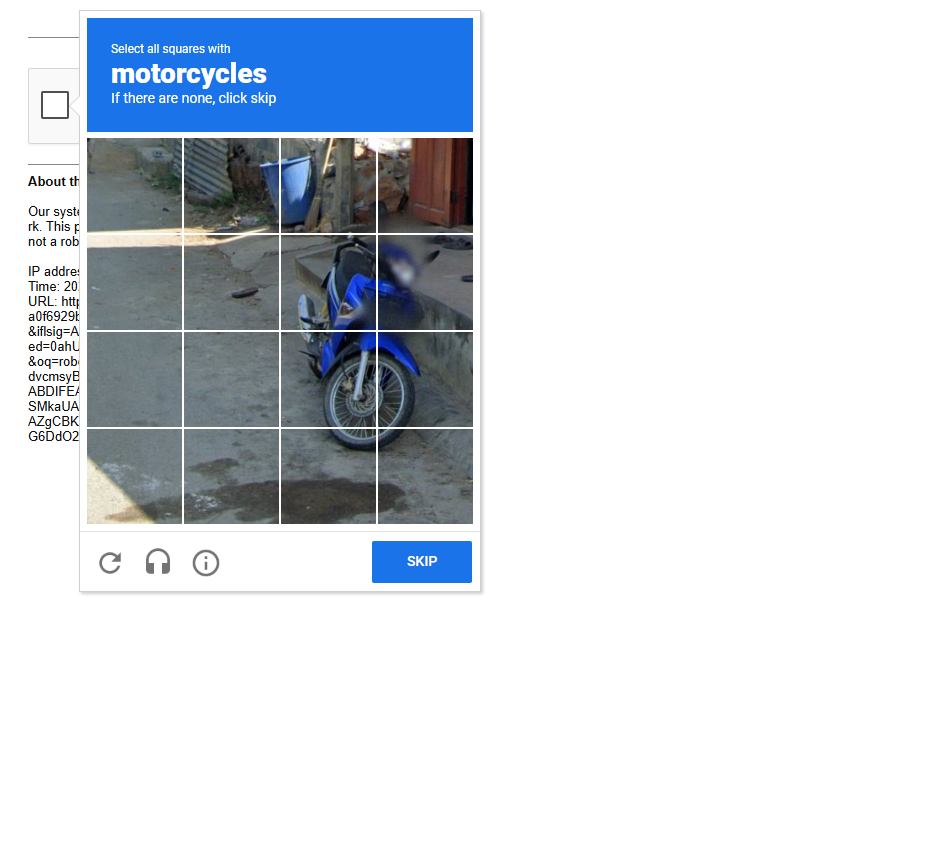 Select all squares with
motorcycles
If there are none, click skip
About th
Our syste
rk. This p
not a rob
IP addres
Time: 20
URL: http
a0f6929b
&iflsig=A
ed=0ahU
&oq=rob
dvcmsyB
ABDIFEA
SMkaUA
AZgCBK
G6DdO2
SKIP